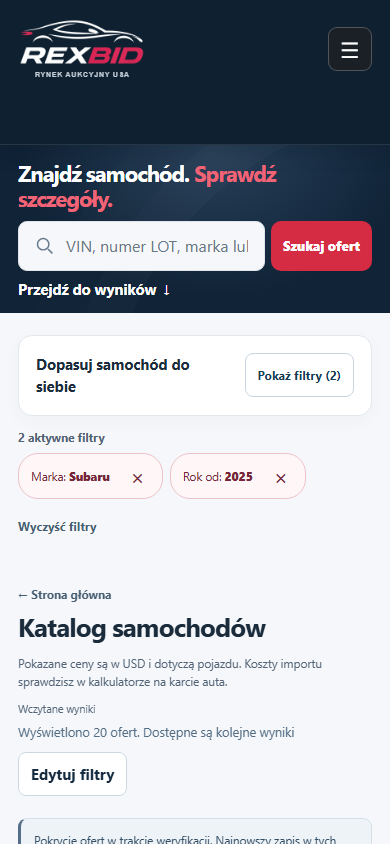 REXBID
RYNEK AUKCYJNY USA
Znajdź samochód. Sprawdź
szczegóły.
VIN, numer LOT, marka lub
Szukaj ofert
Przejdź do wyników ↓
Dopasuj samochód do
siebie
Pokaż filtry (2)
2 aktywne filtry
Marka: Subaru ×
Rok od: 2025 ×
Wyczyść filtry
← Strona główna
Katalog samochodów
Pokazane ceny są w USD i dotyczą pojazdu. Koszty importu
sprawdzisz w kalkulatorze na karcie auta.
Wczytane wyniki
Wyświetlono 20 ofert. Dostępne są kolejne wyniki
Edytuj filtry
Pokrycie ofert w trakcie weryfikacji. Najnowszy zapis w tych